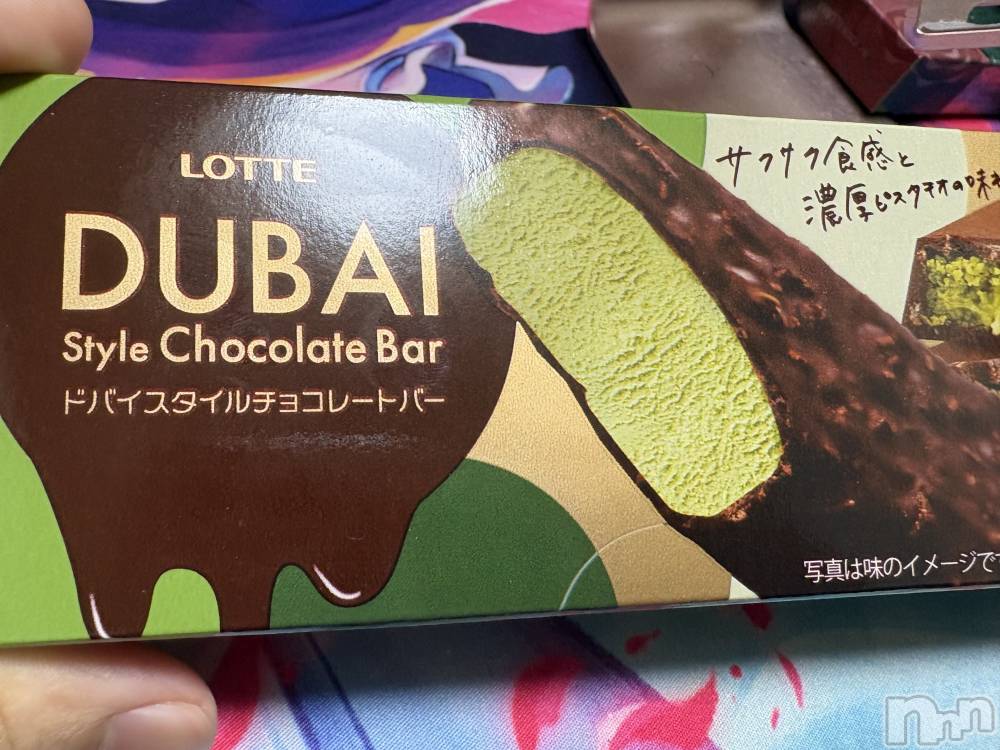 LOTTE
DUBAI
Style Chocolate Bar
ドバイスタイルチョコレートバー
サクサク食感と
濃厚ピスタチオの味わ
写真は味のイメージで
nnn